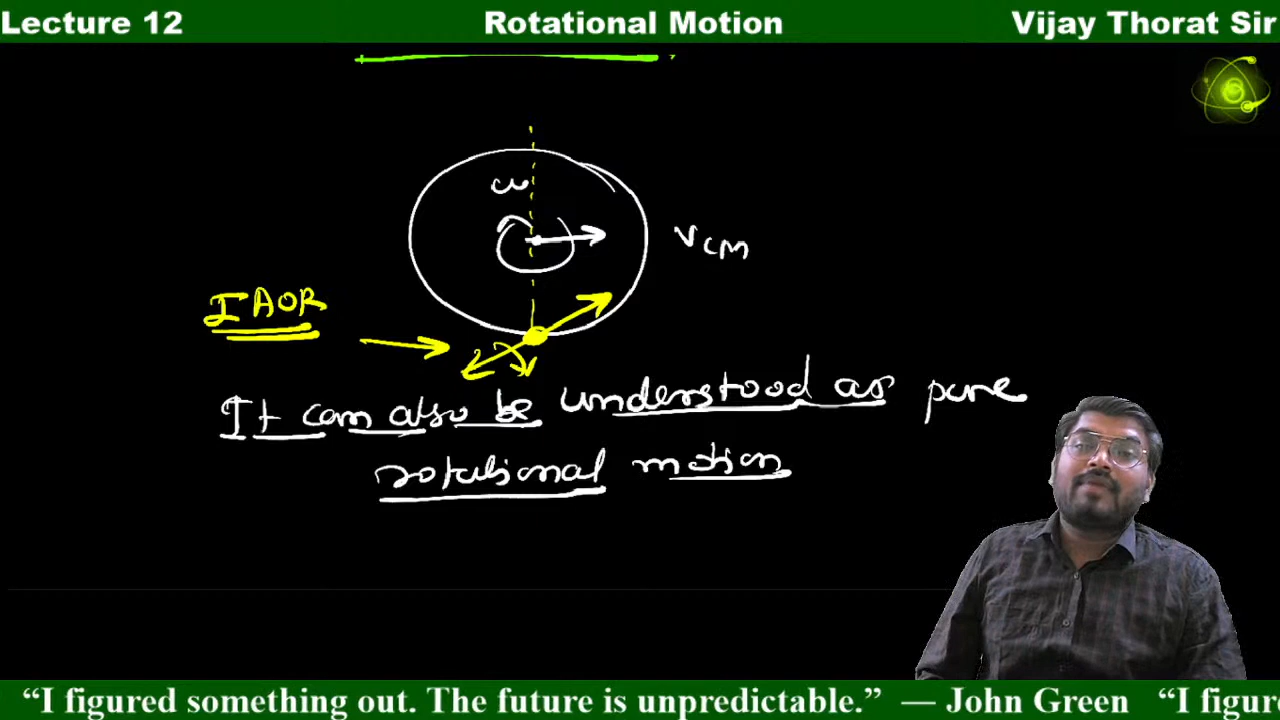 Lecture 12 Rotational Motion Vijay Thorat Sir
ω
VCM
IAOR
It can also be understood as pure
rotational motion
“I figured something out. The future is unpredictable.” — John Green “I figure